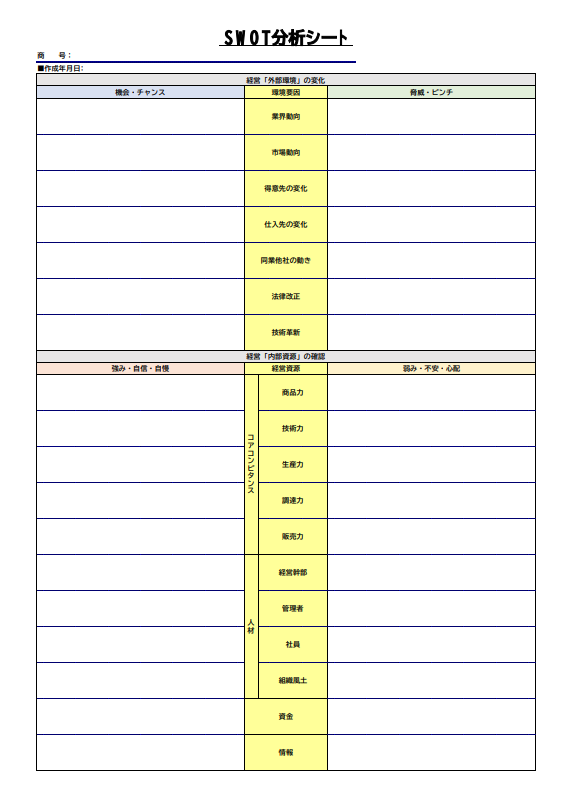 SWOT分析シート
商　号：
■作成年月日：
経営「外部環境」の変化
機会・チャンス 環境要因 脅威・ピンチ
業界動向
市場動向
得意先の変化
仕入先の変化
同業他社の動き
法律改正
技術革新
経営「内部資源」の確認
強み・自信・自慢 経営資源 弱み・不安・心配
コアコンピタンス
商品力
技術力
生産力
調達力
販売力
人材
経営幹部
管理者
社員
組織風土
資金
情報